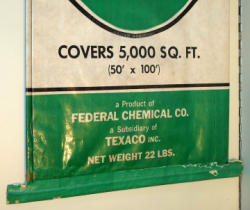 COVERS 5,000 SQ. FT.
(50' x 100')
a Product of
FEDERAL CHEMICAL CO.
a Subsidiary of
TEXACO INC.
NET WEIGHT 22 LBS.